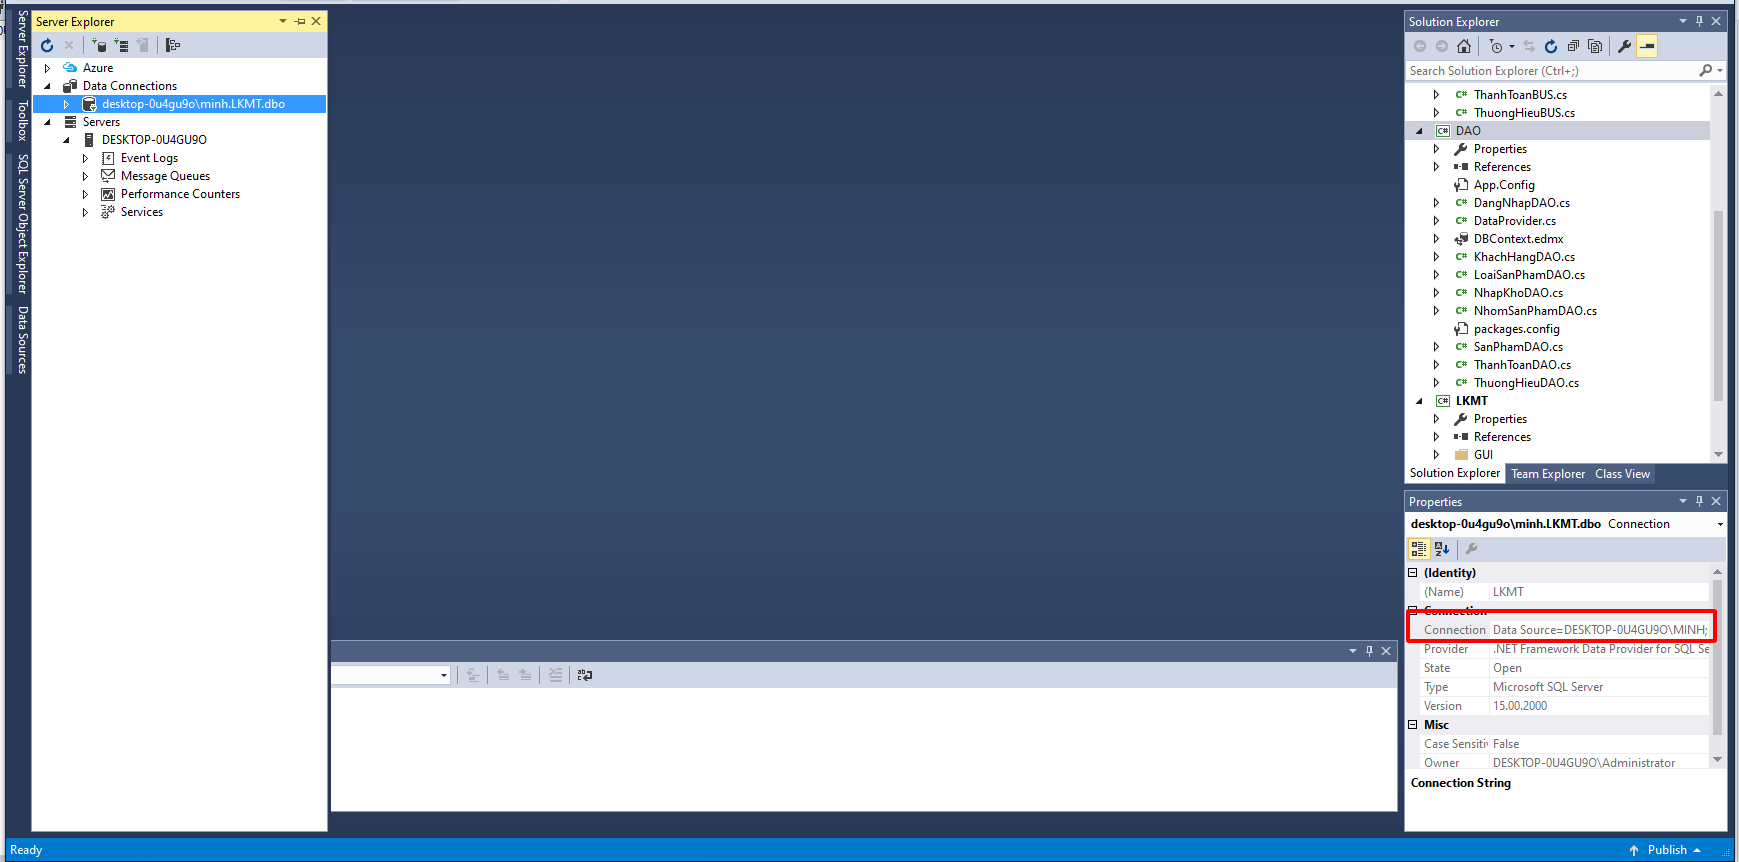 Server Explorer
Toolbox
SQL Server Object Explorer
Data Sources
Server Explorer
Azure
Data Connections
desktop-0u4gu9o\minh.LKMT.dbo
Servers
DESKTOP-0U4GU9O
Event Logs
Message Queues
Performance Counters
Services
Solution Explorer
Search Solution Explorer (Ctrl+;)
ThanhToanBUS.cs
ThuongHieuBUS.cs
C# DAO
Properties
References
App.Config
C# DangNhapDAO.cs
C# DataProvider.cs
DBContext.edmx
C# KhachHangDAO.cs
C# LoaiSanPhamDAO.cs
C# NhapKhoDAO.cs
C# NhomSanPhamDAO.cs
packages.config
C# SanPhamDAO.cs
C# ThanhToanDAO.cs
C# ThuongHieuDAO.cs
C# LKMT
Properties
References
GUI
Solution Explorer Team Explorer Class View
Properties
desktop-0u4gu9o\minh.LKMT.dbo Connection
(Identity)
(Name) LKMT
Connection
Connection Data Source=DESKTOP-0U4GU9O\MINH;
Provider .NET Framework Data Provider for SQL Se
State Open
Type Microsoft SQL Server
Version 15.00.2000
Misc
Case Sensitiv False
Owner DESKTOP-0U4GU9O\Administrator
Connection String
Ready
Publish